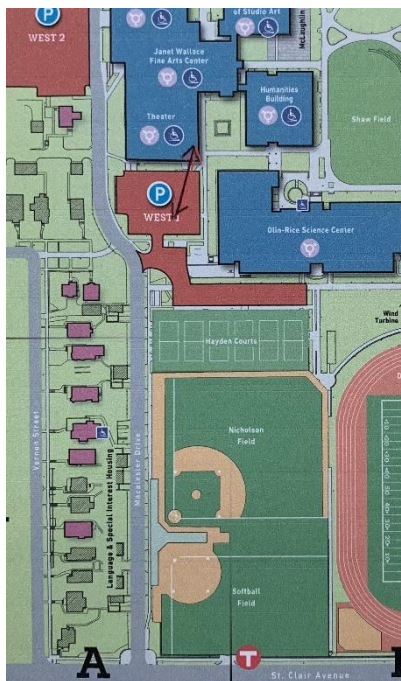 P
WEST 2
of Studio Art
McLaughlin
Janet Wallace
Fine Arts Center
Humanities
Building
Theater
Shaw Field
P
WEST 1
Olin-Rice Science Center
Wind
Turbine
Hayden Courts
Vernon Street
Macalester Drive
Nicholson
Field
Language & Special Interest Housing
Softball
Field
A
T
St. Clair Avenue